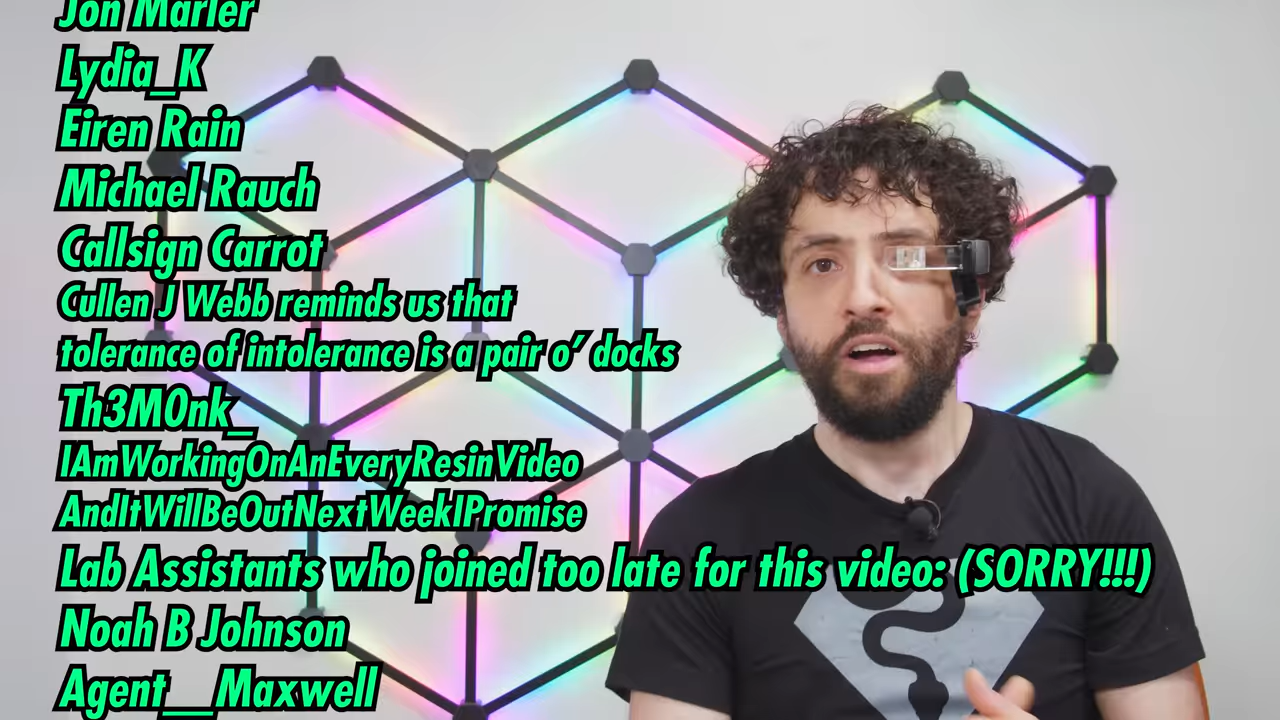 Jon Marler
Lydia_K
Eiren Rain
Michael Rauch
Callsign Carrot
Cullen J Webb reminds us that
tolerance of intolerance is a pair o’ docks
Th3M0nk_
IAmWorkingOnAnEveryResinVideo
AndItWillBeOutNextWeekIPromise
Lab Assistants who joined too late for this video: (SORRY!!!)
Noah B Johnson
Agent__Maxwell